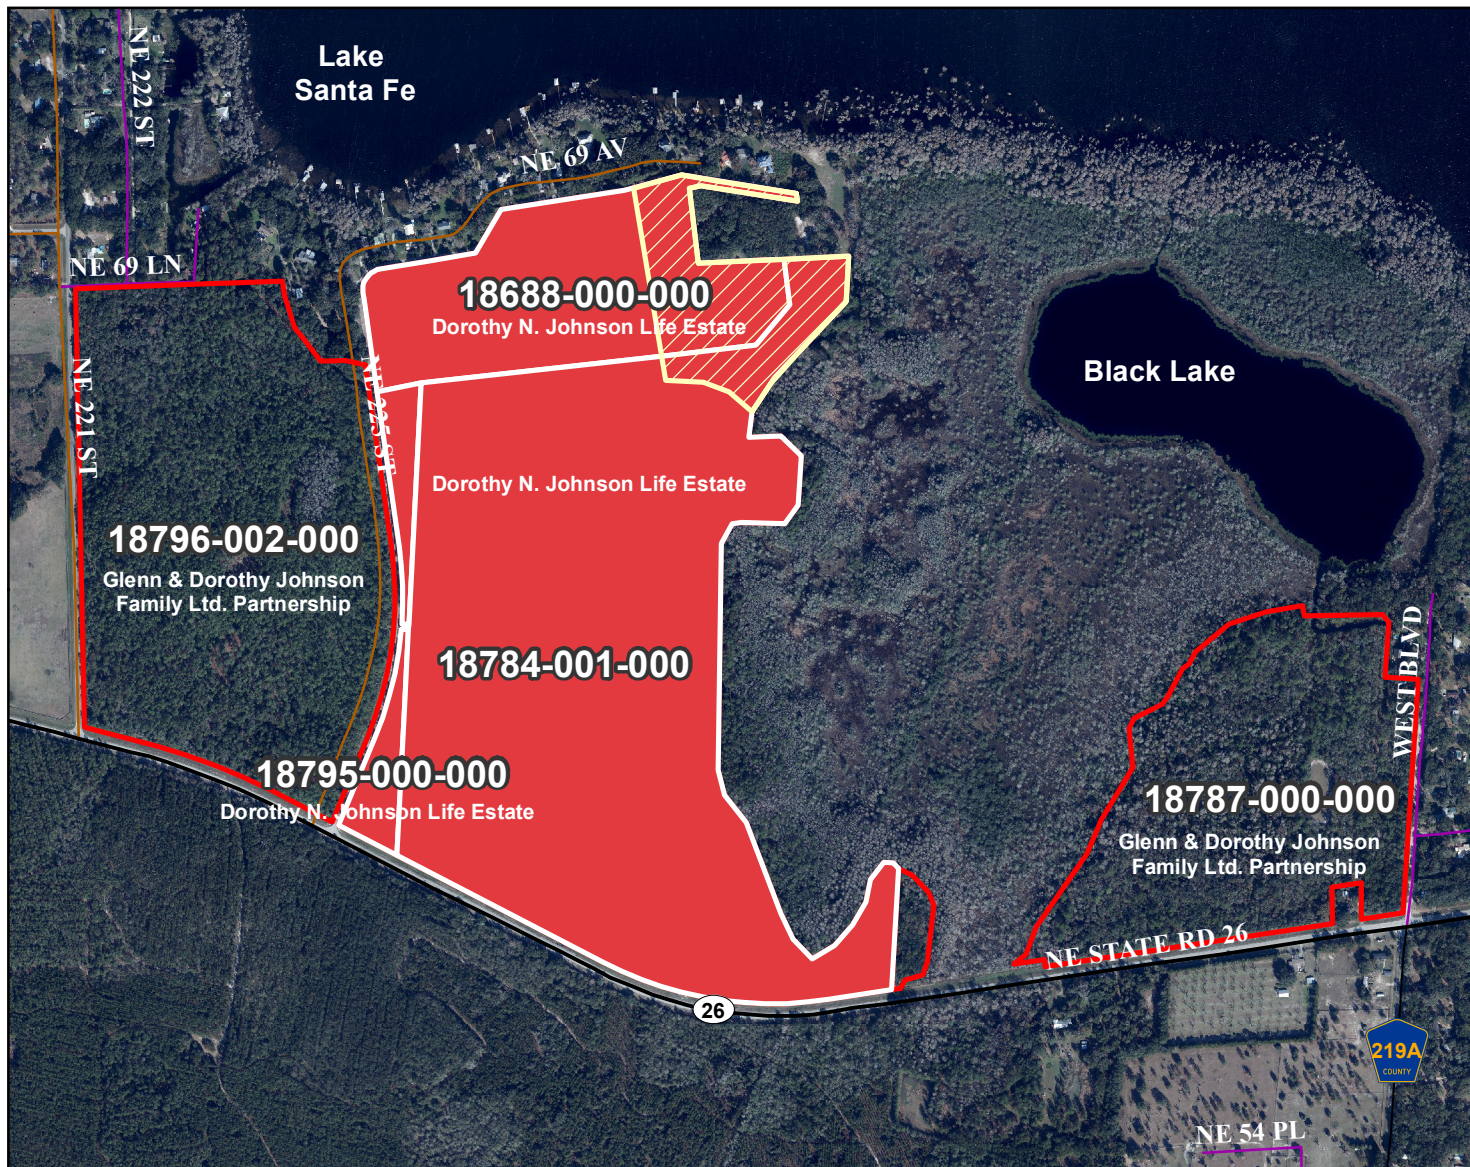 Lake
Santa Fe
NE 222 ST
NE 69 AV
NE 69 LN
18688-000-000
Dorothy N. Johnson Life Estate
Black Lake
NE 221 ST
NE 225 ST
Dorothy N. Johnson Life Estate
18796-002-000
Glenn & Dorothy Johnson
Family Ltd. Partnership
18784-001-000
WEST BLVD
18795-000-000
Dorothy N. Johnson Life Estate
18787-000-000
Glenn & Dorothy Johnson
Family Ltd. Partnership
NE STATE RD 26
26
219A
COUNTY
NE 54 PL